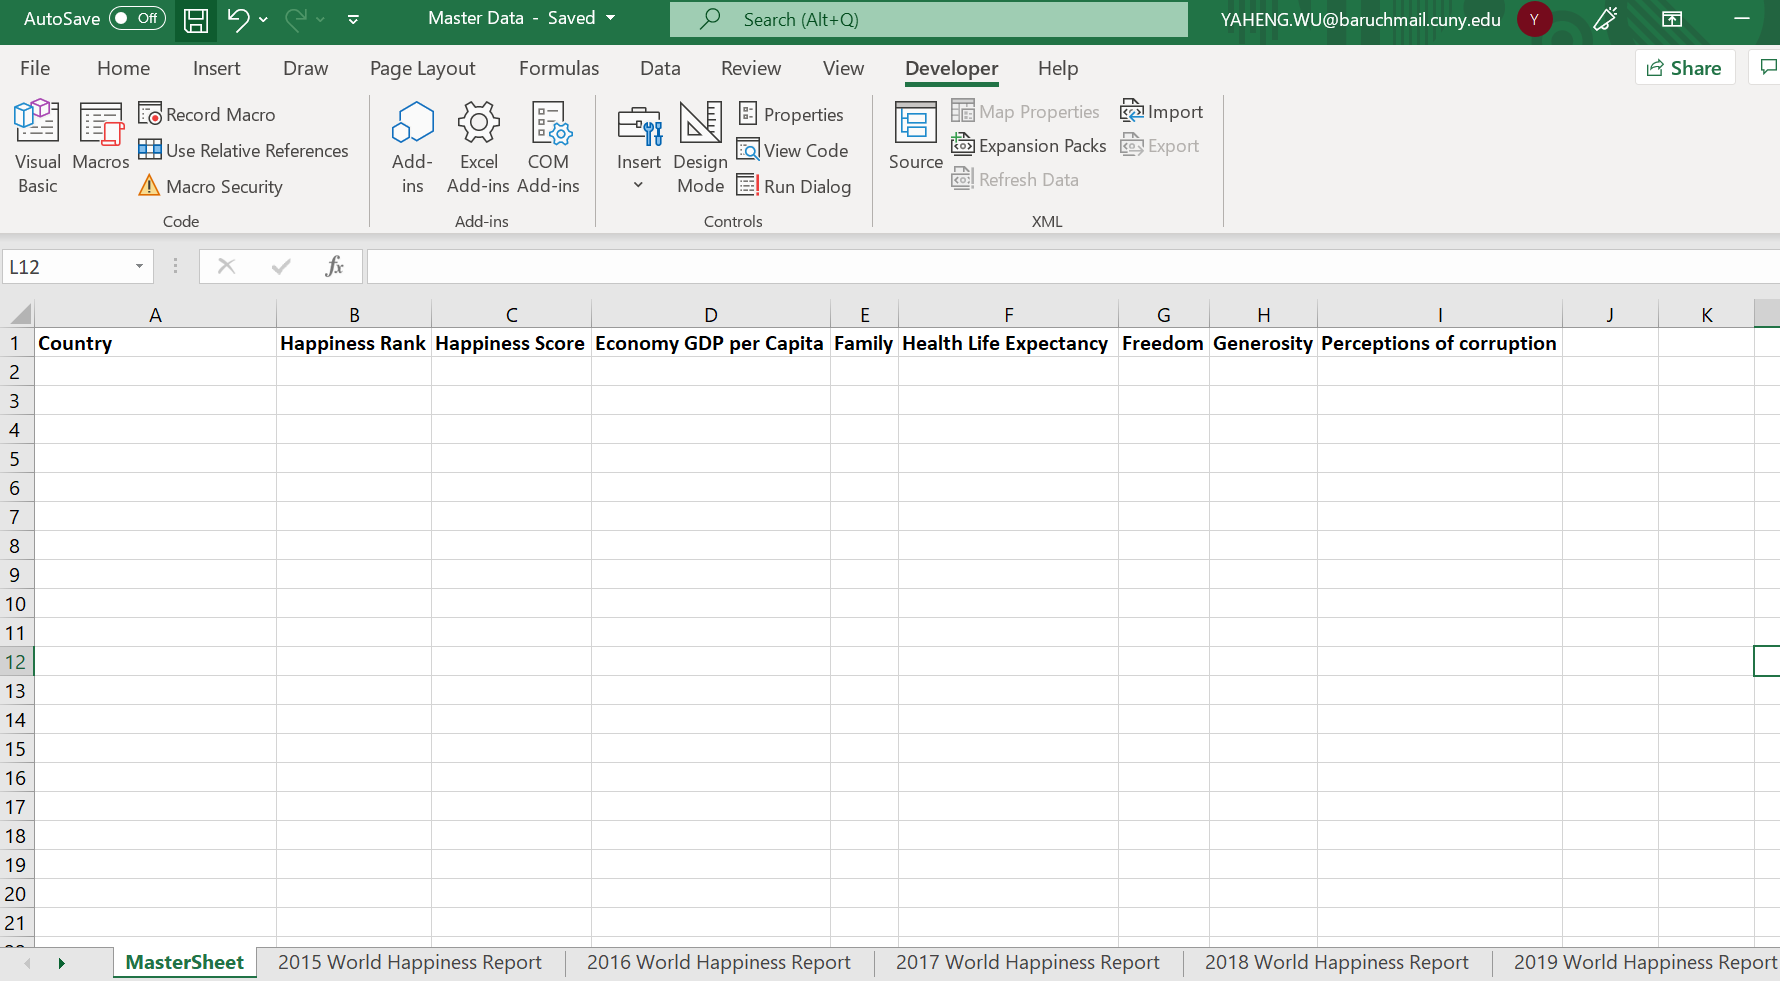 AutoSave Off Master Data - Saved Search (Alt+Q) YAHENG.WU@baruchmail.cuny.edu Y
File Home Insert Draw Page Layout Formulas Data Review View Developer Help Share
Visual Basic
Macros
Record Macro
Use Relative References
Macro Security
Code
Add-ins
Excel Add-ins
COM Add-ins
Add-ins
Insert
Design Mode
Properties
View Code
Run Dialog
Controls
Source
Map Properties
Expansion Packs
Refresh Data
Import
Export
XML
L12 fx
A B C D E F G H I J K
1 Country Happiness Rank Happiness Score Economy GDP per Capita Family Health Life Expectancy Freedom Generosity Perceptions of corruption
2
3
4
5
6
7
8
9
10
11
12
13
14
15
16
17
18
19
20
21
MasterSheet 2015 World Happiness Report 2016 World Happiness Report 2017 World Happiness Report 2018 World Happiness Report 2019 World Happiness Report